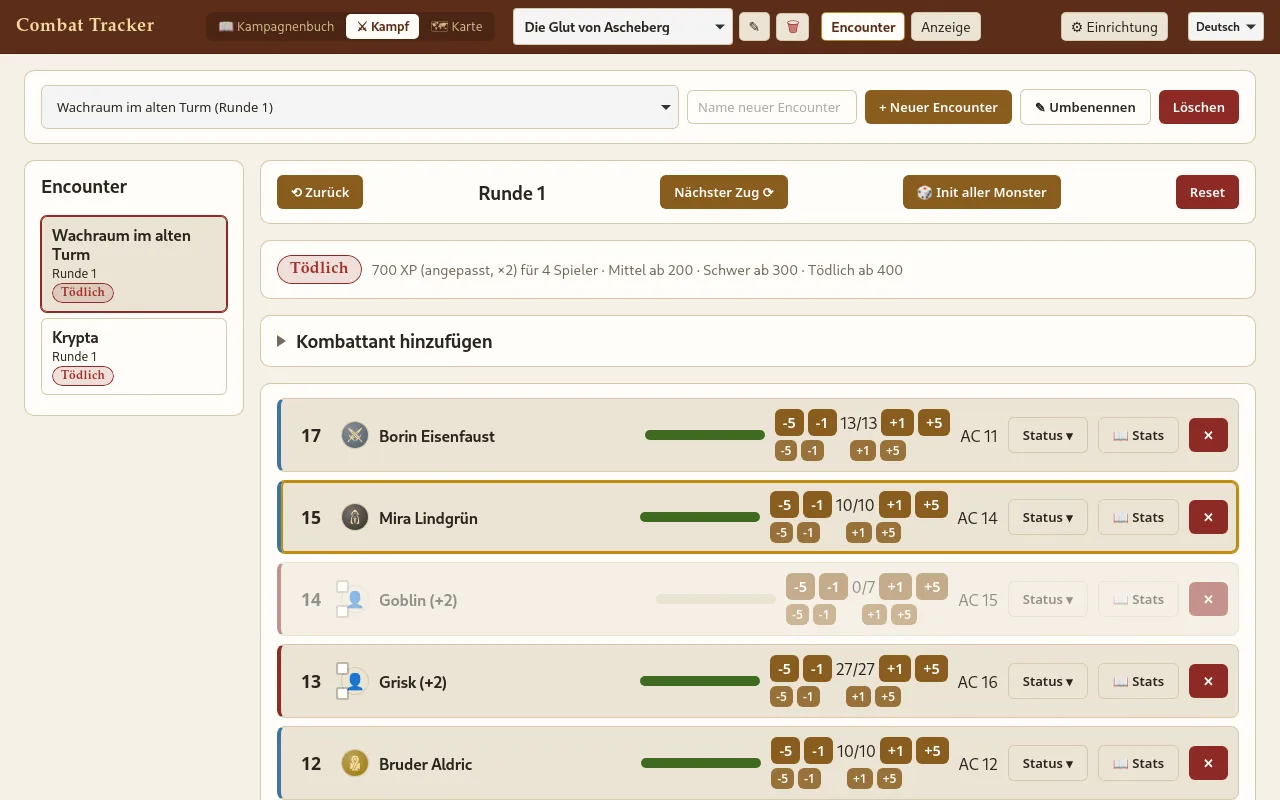 Combat Tracker
📖 Kampagnenbuch
⚔ Kampf
🗺 Karte
Die Glut von Ascheberg
Encounter
Anzeige
⚙ Einrichtung
Deutsch
Wachraum im alten Turm (Runde 1)
Name neuer Encounter
+ Neuer Encounter
✎ Umbenennen
Löschen
Encounter
Wachraum im alten
Turm
Runde 1
Tödlich
Krypta
Runde 1
Tödlich
⟲ Zurück
Runde 1
Nächster Zug ⟳
🎲 Init aller Monster
Reset
Tödlich
700 XP (angepasst, ×2) für 4 Spieler · Mittel ab 200 · Schwer ab 300 · Tödlich ab 400
Kombattant hinzufügen
17 Borin Eisenfaust -5 -1 13/13 +1 +5 AC 11 Status ▾ 📖 Stats ✕
-5 -1 +1 +5
15 Mira Lindgrün -5 -1 10/10 +1 +5 AC 14 Status ▾ 📖 Stats ✕
-5 -1 +1 +5
14 Goblin (+2) -5 -1 0/7 +1 +5 AC 15 Status ▾ 📖 Stats ✕
-5 -1 +1 +5
13 Grisk (+2) -5 -1 27/27 +1 +5 AC 16 Status ▾ 📖 Stats ✕
-5 -1 +1 +5
12 Bruder Aldric -5 -1 10/10 +1 +5 AC 12 Status ▾ 📖 Stats ✕
-5 -1 +1 +5